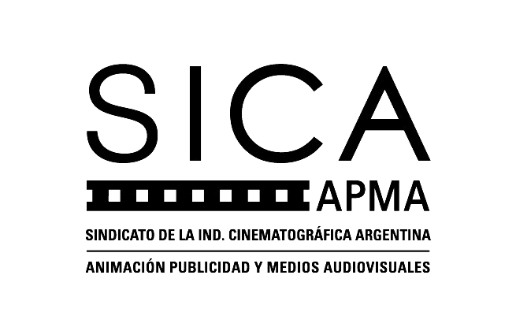 SICA
APMA
SINDICATO DE LA IND. CINEMATOGRÁFICA ARGENTINA
ANIMACIÓN PUBLICIDAD Y MEDIOS AUDIOVISUALES